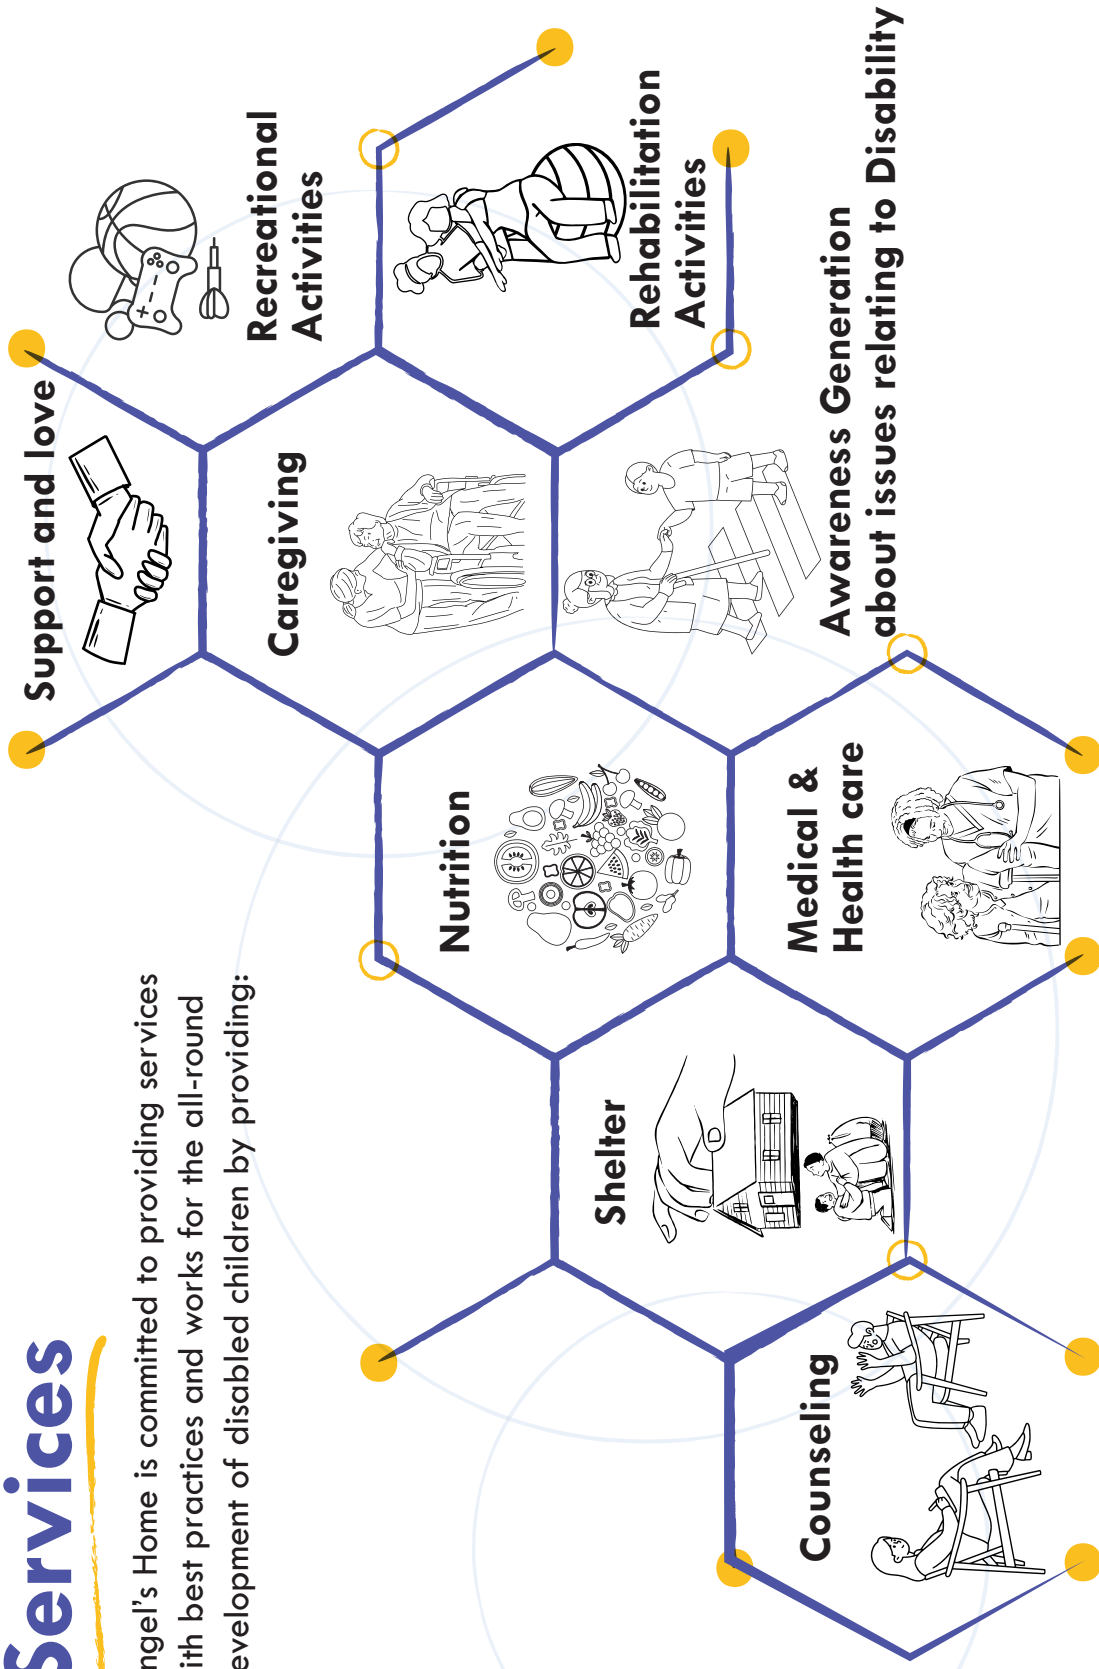 Services
ngel's Home is committed to providing services
ith best practices and works for the all-round
evelopment of disabled children by providing:
Support and love
Recreational
Activities
Caregiving
Nutrition
Rehabilitation
Activities
Shelter
Counseling
Medical &
Health care
Awareness Generation
about issues relating to Disability